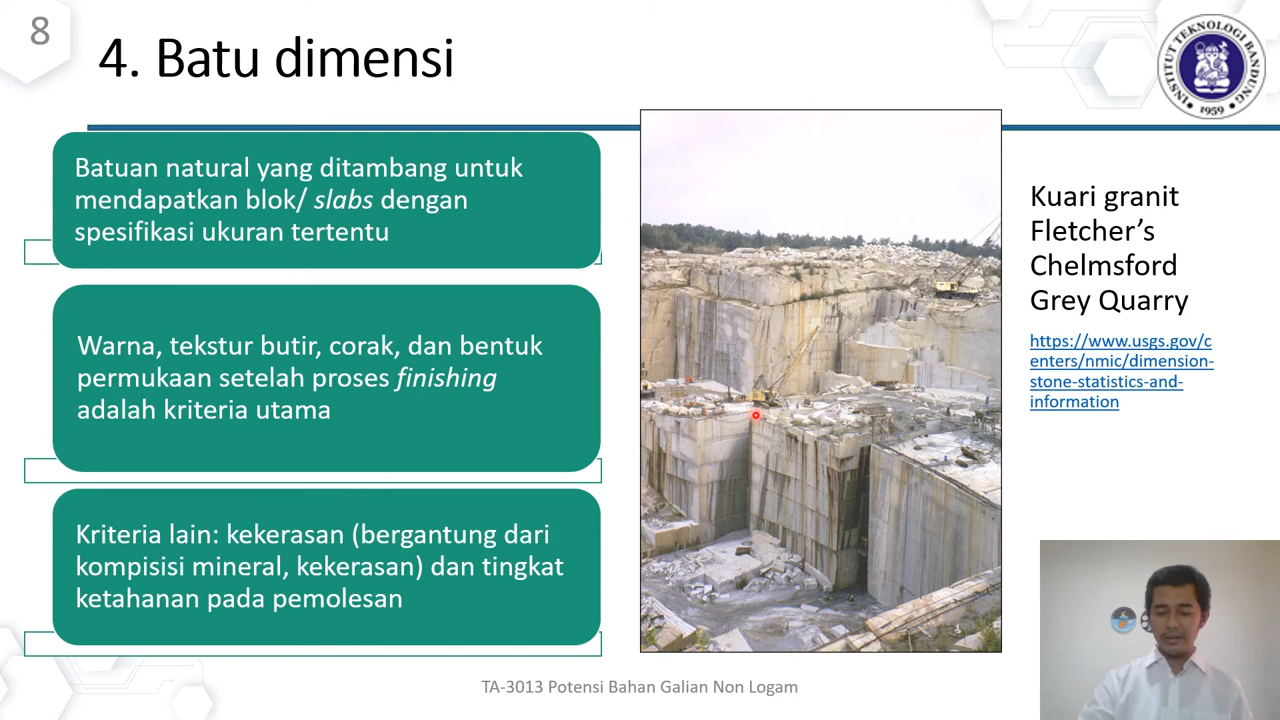 8
4. Batu dimensi
INSTITUT TEKNOLOGI BANDUNG
1959
Batuan natural yang ditambang untuk
mendapatkan blok/ slabs dengan
spesifikasi ukuran tertentu
Warna, tekstur butir, corak, dan bentuk
permukaan setelah proses finishing
adalah kriteria utama
Kriteria lain: kekerasan (bergantung dari
kompisisi mineral, kekerasan) dan tingkat
ketahanan pada pemolesan
Kuari granit
Fletcher’s
Chelmsford
Grey Quarry
https://www.usgs.gov/c
enters/nmic/dimension-
stone-statistics-and-
information
TA-3013 Potensi Bahan Galian Non Logam